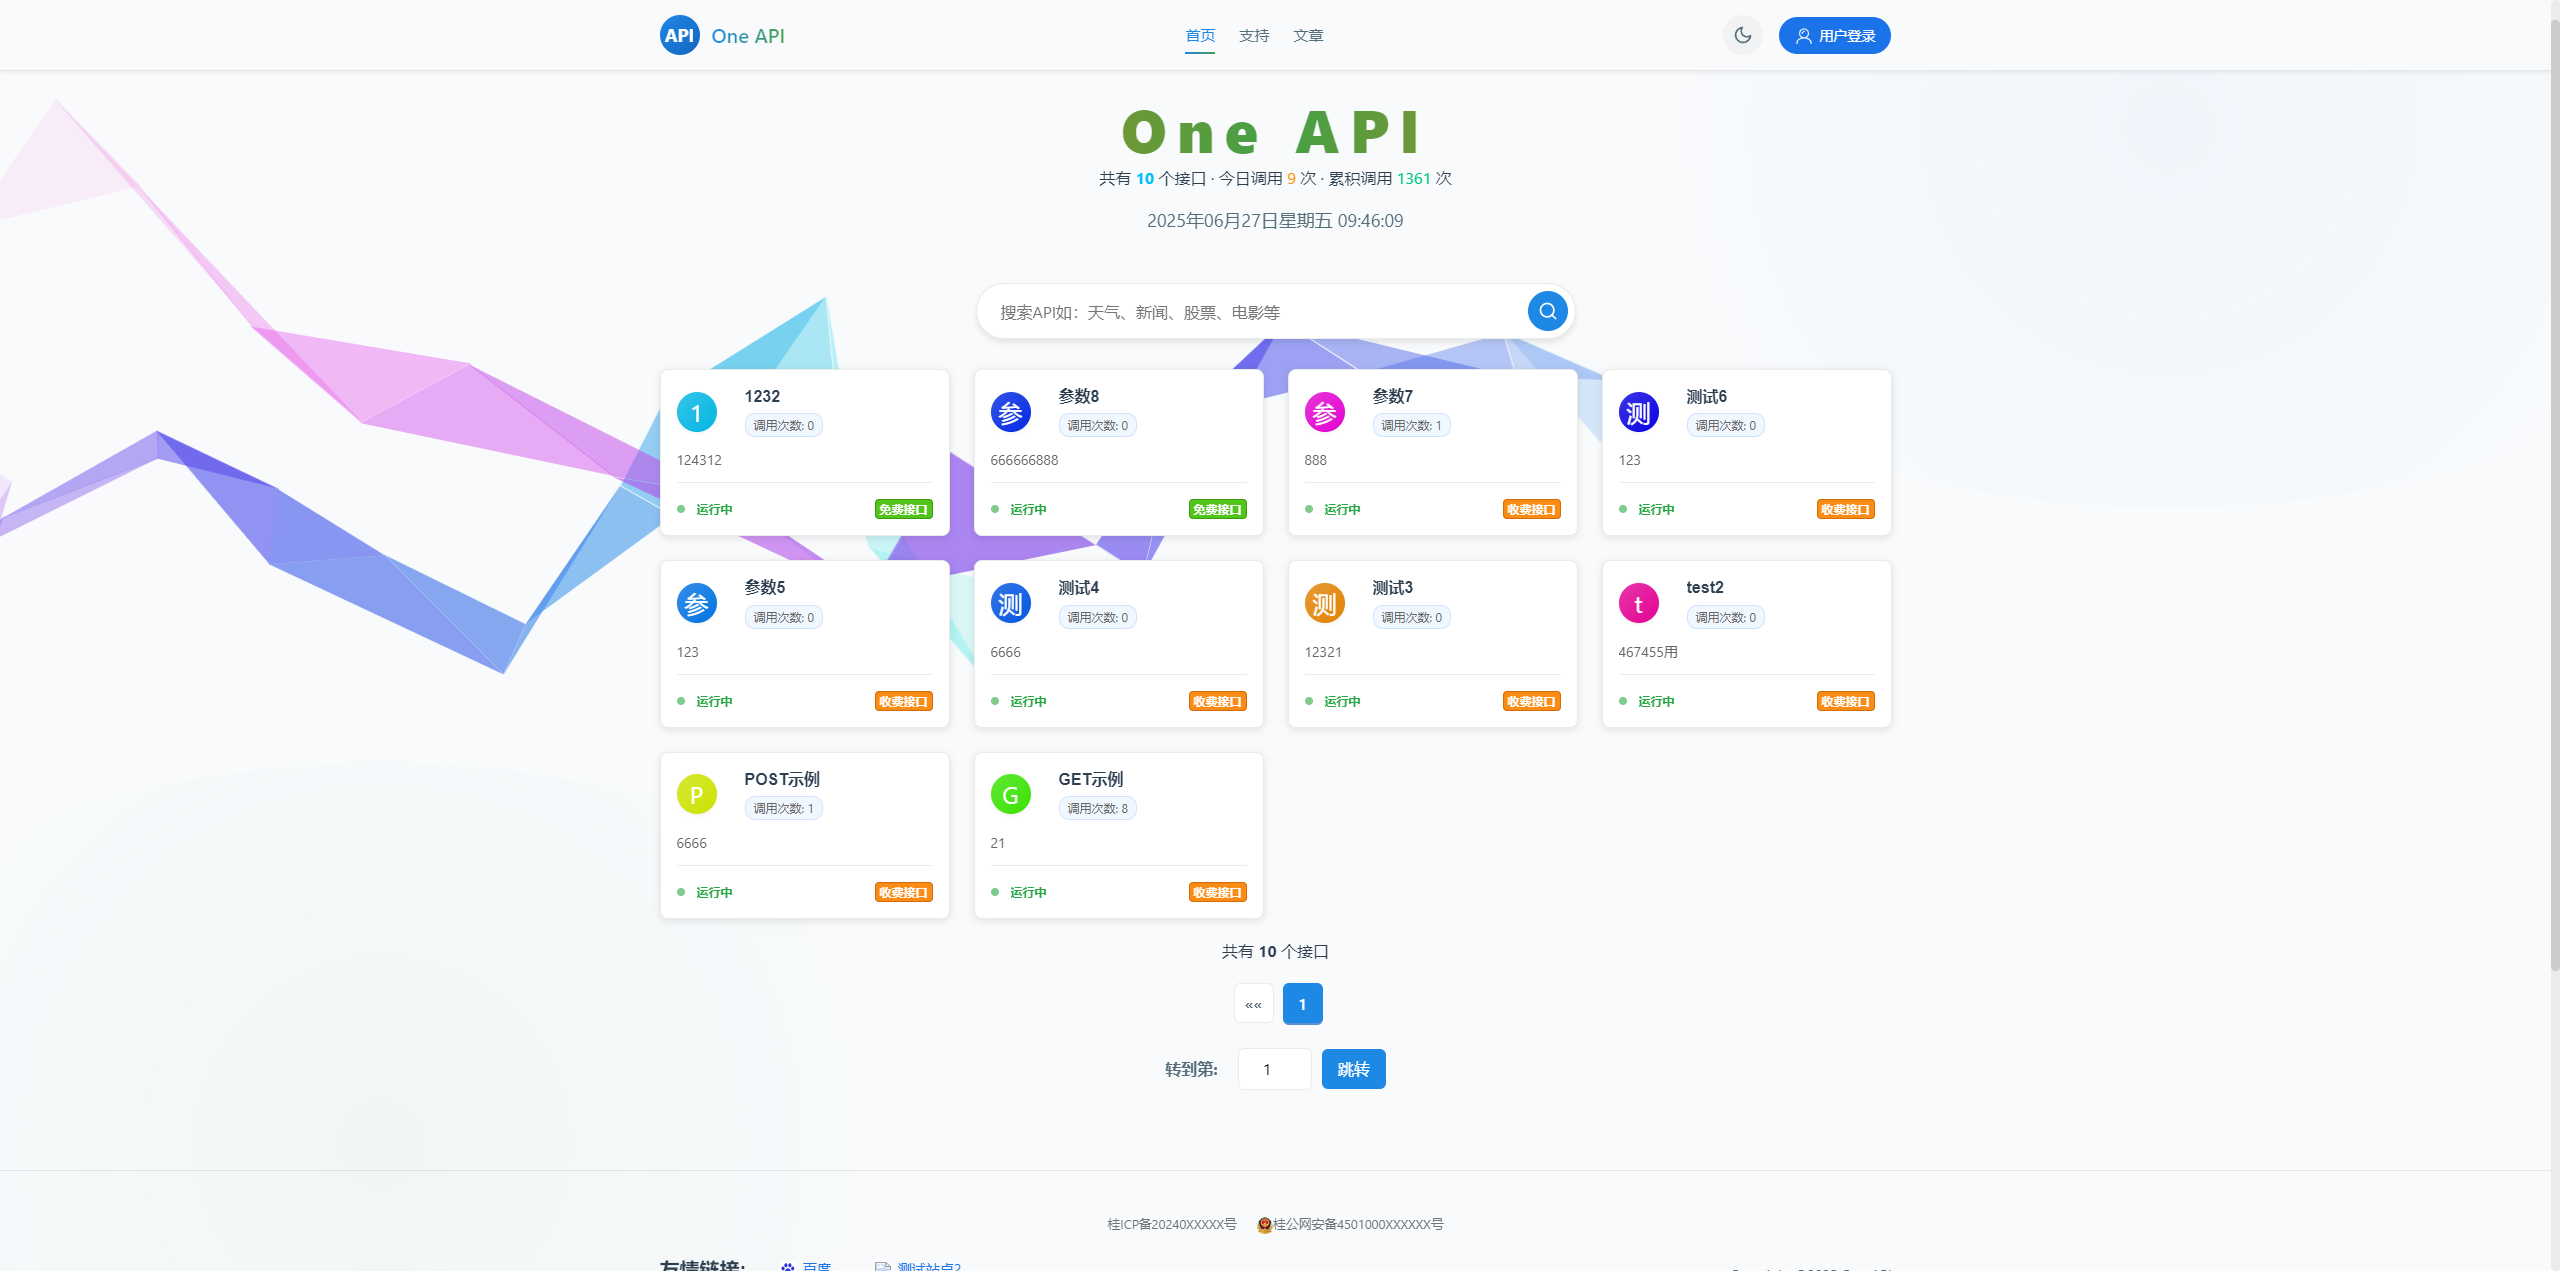 API One API
首页 支持 文章
用户登录
One API
共有 10 个接口 · 今日调用 9 次 · 累积调用 1361 次
2025年06月27日星期五 09:46:09
搜索API如：天气、新闻、股票、电影等
1 1232
调用次数: 0
124312
运行中 免费接口
参 参数8
调用次数: 0
666666888
运行中 免费接口
参 参数7
调用次数: 1
888
运行中 收费接口
测 测试6
调用次数: 0
123
运行中 收费接口
参 参数5
调用次数: 0
123
运行中 收费接口
测 测试4
调用次数: 0
6666
运行中 收费接口
测 测试3
调用次数: 0
12321
运行中 收费接口
t test2
调用次数: 0
467455用
运行中 收费接口
P POST示例
调用次数: 1
6666
运行中 收费接口
G GET示例
调用次数: 8
21
运行中 收费接口
共有 10 个接口
«« 1
转到第: 1 跳转
桂ICP备20240XXXXX号 桂公网安备4501000XXXXXX号
友情链接: 百度 测试站点2